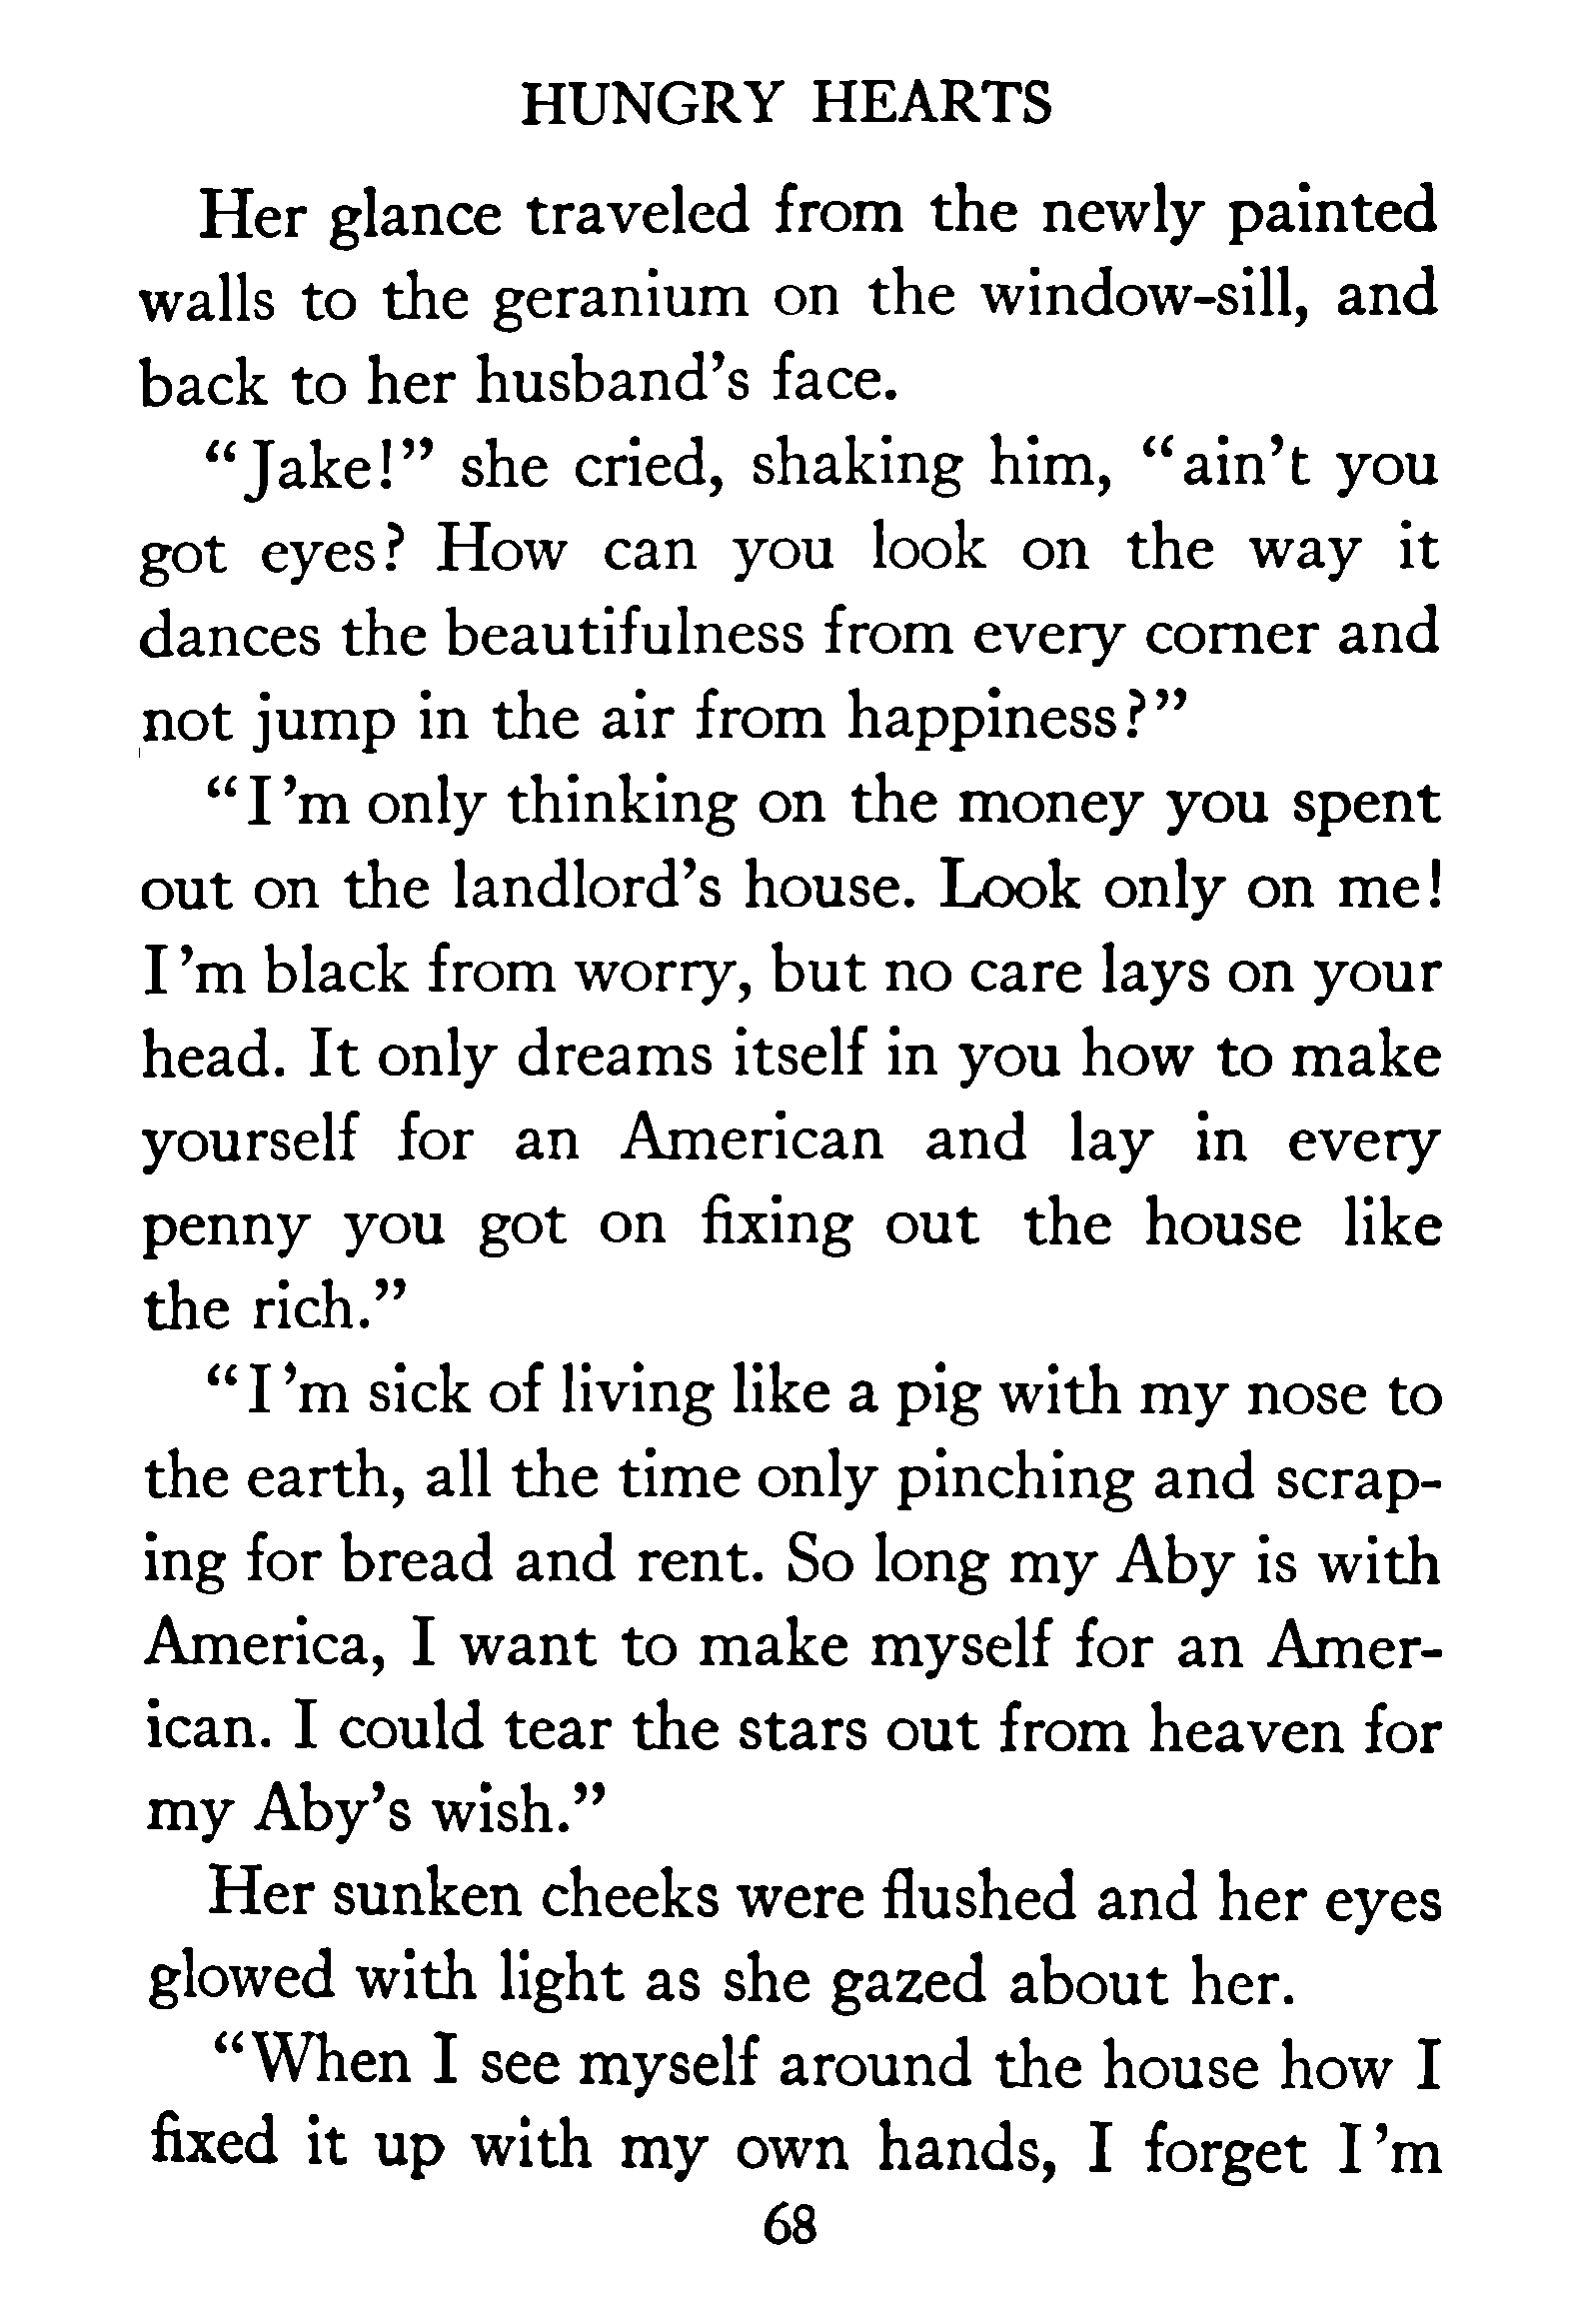 HUNGRY HEARTS
Her glance traveled from the newly painted
walls to the geranium on the window-sill, and
back to her husband’s face.
“Jake!” she cried, shaking him, “ain’t you
got eyes? How can you look on the way it
dances the beautifulness from every corner and
not jump in the air from happiness?”
“I’m only thinking on the money you spent
out on the landlord’s house. Look only on me!
I’m black from worry, but no care lays on your
head. It only dreams itself in you how to make
yourself for an American and lay in every
penny you got on fixing out the house like
the rich.”
“I’m sick of living like a pig with my nose to
the earth, all the time only pinching and scrap-
ing for bread and rent. So long my Aby is with
America, I want to make myself for an Amer-
ican. I could tear the stars out from heaven for
my Aby’s wish.”
Her sunken cheeks were flushed and her eyes
glowed with light as she gazed about her.
“When I see myself around the house how I
fixed it up with my own hands, I forget I’m
68